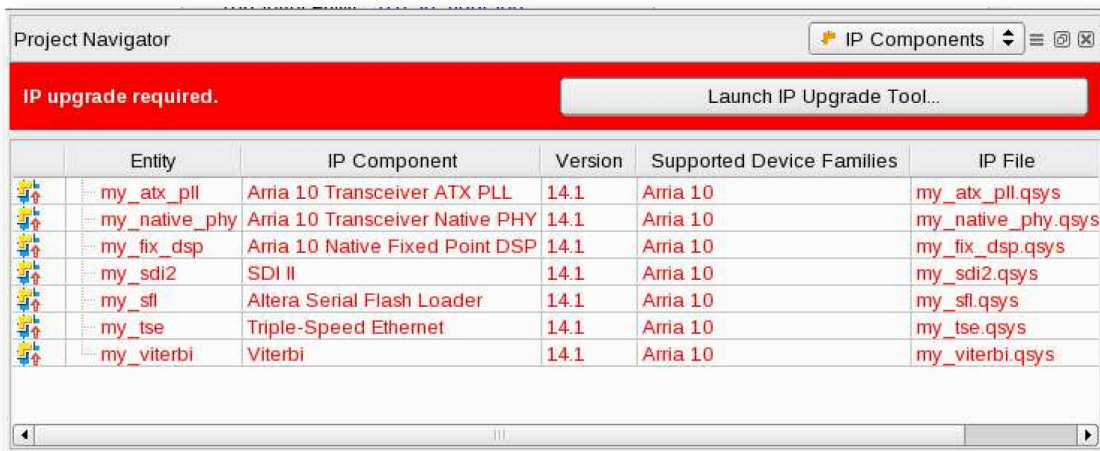 Project Navigator IP Components
IP upgrade required. Launch IP Upgrade Tool...
Entity IP Component Version Supported Device Families IP File
my_atx_pll Arria 10 Transceiver ATX PLL 14.1 Arria 10 my_atx_pll.qsys
my_native_phy Arria 10 Transceiver Native PHY 14.1 Arria 10 my_native_phy.qsys
my_fix_dsp Arria 10 Native Fixed Point DSP 14.1 Arria 10 my_fix_dsp.qsys
my_sdi2 SDI II 14.1 Arria 10 my_sdi2.qsys
my_sfl Altera Serial Flash Loader 14.1 Arria 10 my_sfl.qsys
my_tse Triple-Speed Ethernet 14.1 Arria 10 my_tse.qsys
my_viterbi Viterbi 14.1 Arria 10 my_viterbi.qsys